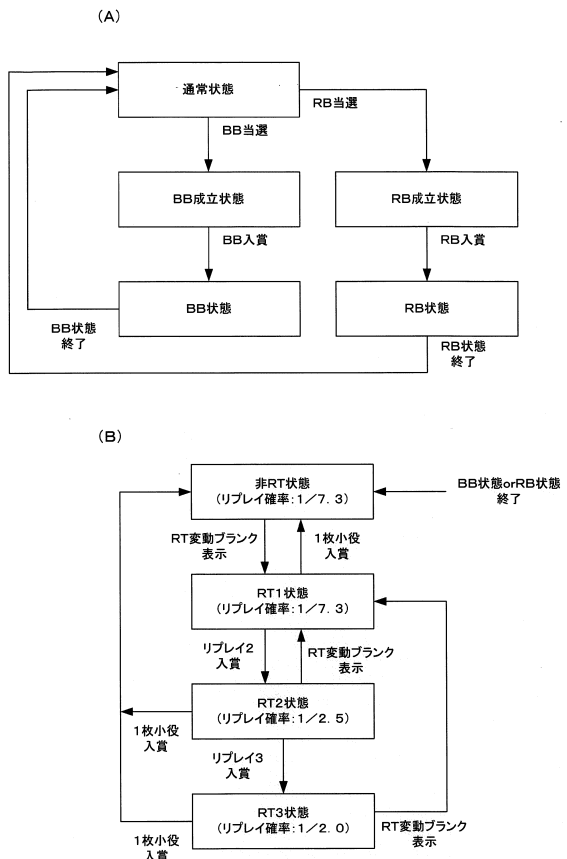 (A)
通常状態
RB当選
BB当選
BB成立状態
RB成立状態
BB入賞
RB入賞
BB状態
RB状態
BB状態
終了
RB状態
終了
(B)
非RT状態
(リプレイ確率:1/7.3)
BB状態orRB状態
終了
RT変動ブランク
表示
1枚小役
入賞
RT1状態
(リプレイ確率:1/7.3)
リプレイ2
入賞
RT変動ブランク
表示
RT2状態
(リプレイ確率:1/2.5)
1枚小役
入賞
リプレイ3
入賞
RT3状態
(リプレイ確率:1/2.0)
1枚小役
入賞
RT変動ブランク
表示